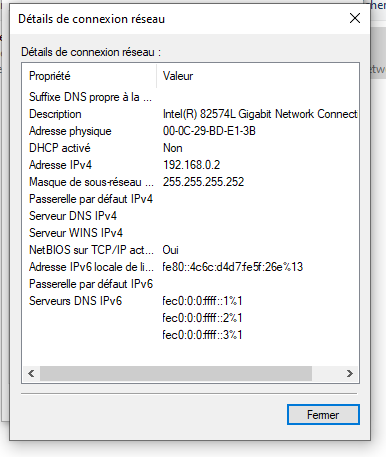 Détails de connexion réseau
Détails de connexion réseau :
Propriété Valeur
Suffixe DNS propre à la ...
Description Intel(R) 82574L Gigabit Network Connect
Adresse physique 00-0C-29-BD-E1-3B
DHCP activé Non
Adresse IPv4 192.168.0.2
Masque de sous-réseau ... 255.255.255.252
Passerelle par défaut IPv4
Serveur DNS IPv4
Serveur WINS IPv4
NetBIOS sur TCP/IP act... Oui
Adresse IPv6 locale de li... fe80::4c6c:d4d7:fe5f:26e%13
Passerelle par défaut IPv6
Serveurs DNS IPv6 fec0:0:0:ffff::1%1
fec0:0:0:ffff::2%1
fec0:0:0:ffff::3%1
Fermer